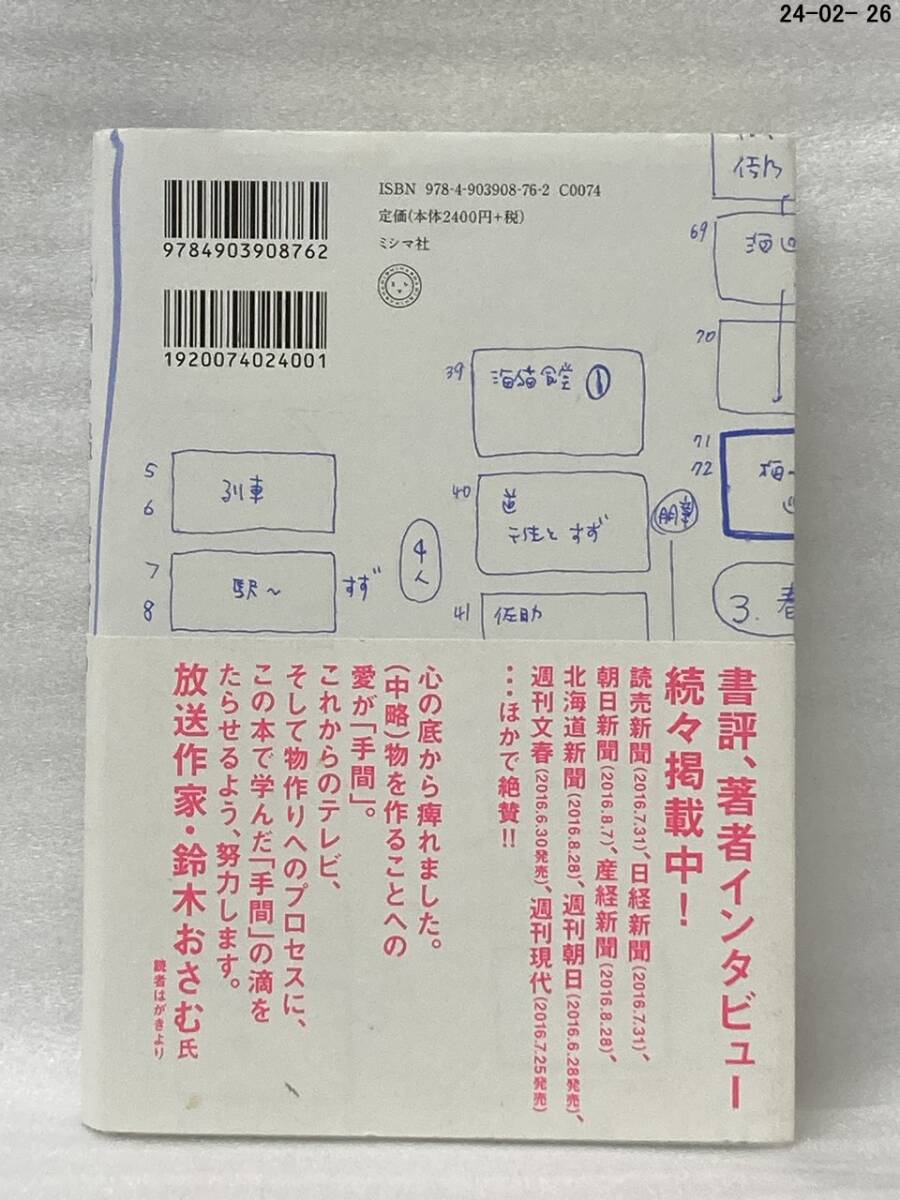 24-02- 26
ISBN 978-4-903908-76-2 C0074
定価(本体2400円+税)
ミシマ社
9784903908762
1920074024001
5
6
列車
7
8
駅〜
すず
4人
39
海猫食堂 ①
40
道
すず
41
佐助
69
70
71
72
3.
書評、著者インタビュー
続々掲載中!
読売新聞(2016.7.31)、日経新聞(2016.7.31)、
朝日新聞(2016.8.7)、産経新聞(2016.8.28)、
北海道新聞(2016.8.28)、週刊朝日(2016.6.28発売)、
週刊文春(2016.6.30発売)、週刊現代(2016.7.25発売)
…ほかで絶賛!!
心の底から痺れました。
(中略)物を作ることへの
愛が「手間」。
これからのテレビ、
そして物作りへのプロセスに、
この本で学んだ「手間」の滴を
たらせるよう、努力します。
放送作家・鈴木おさむ氏
読者はがきより